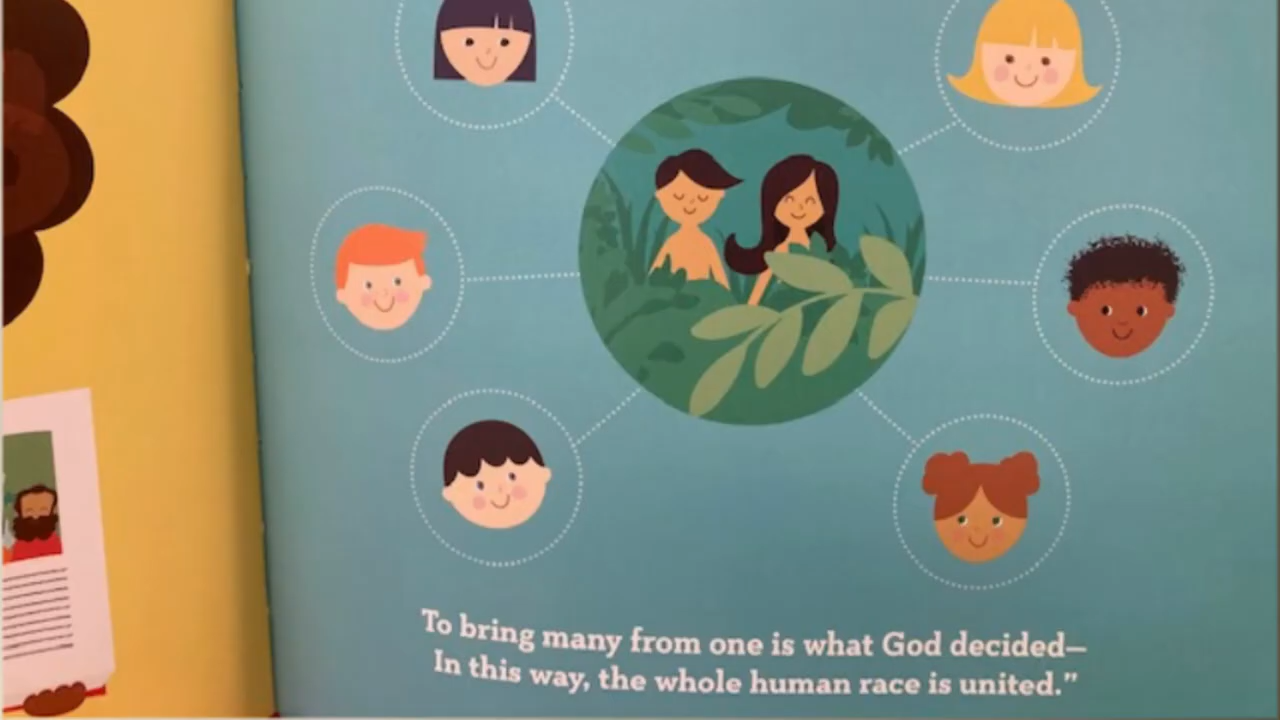 To bring many from one is what God decided—
In this way, the whole human race is united.”